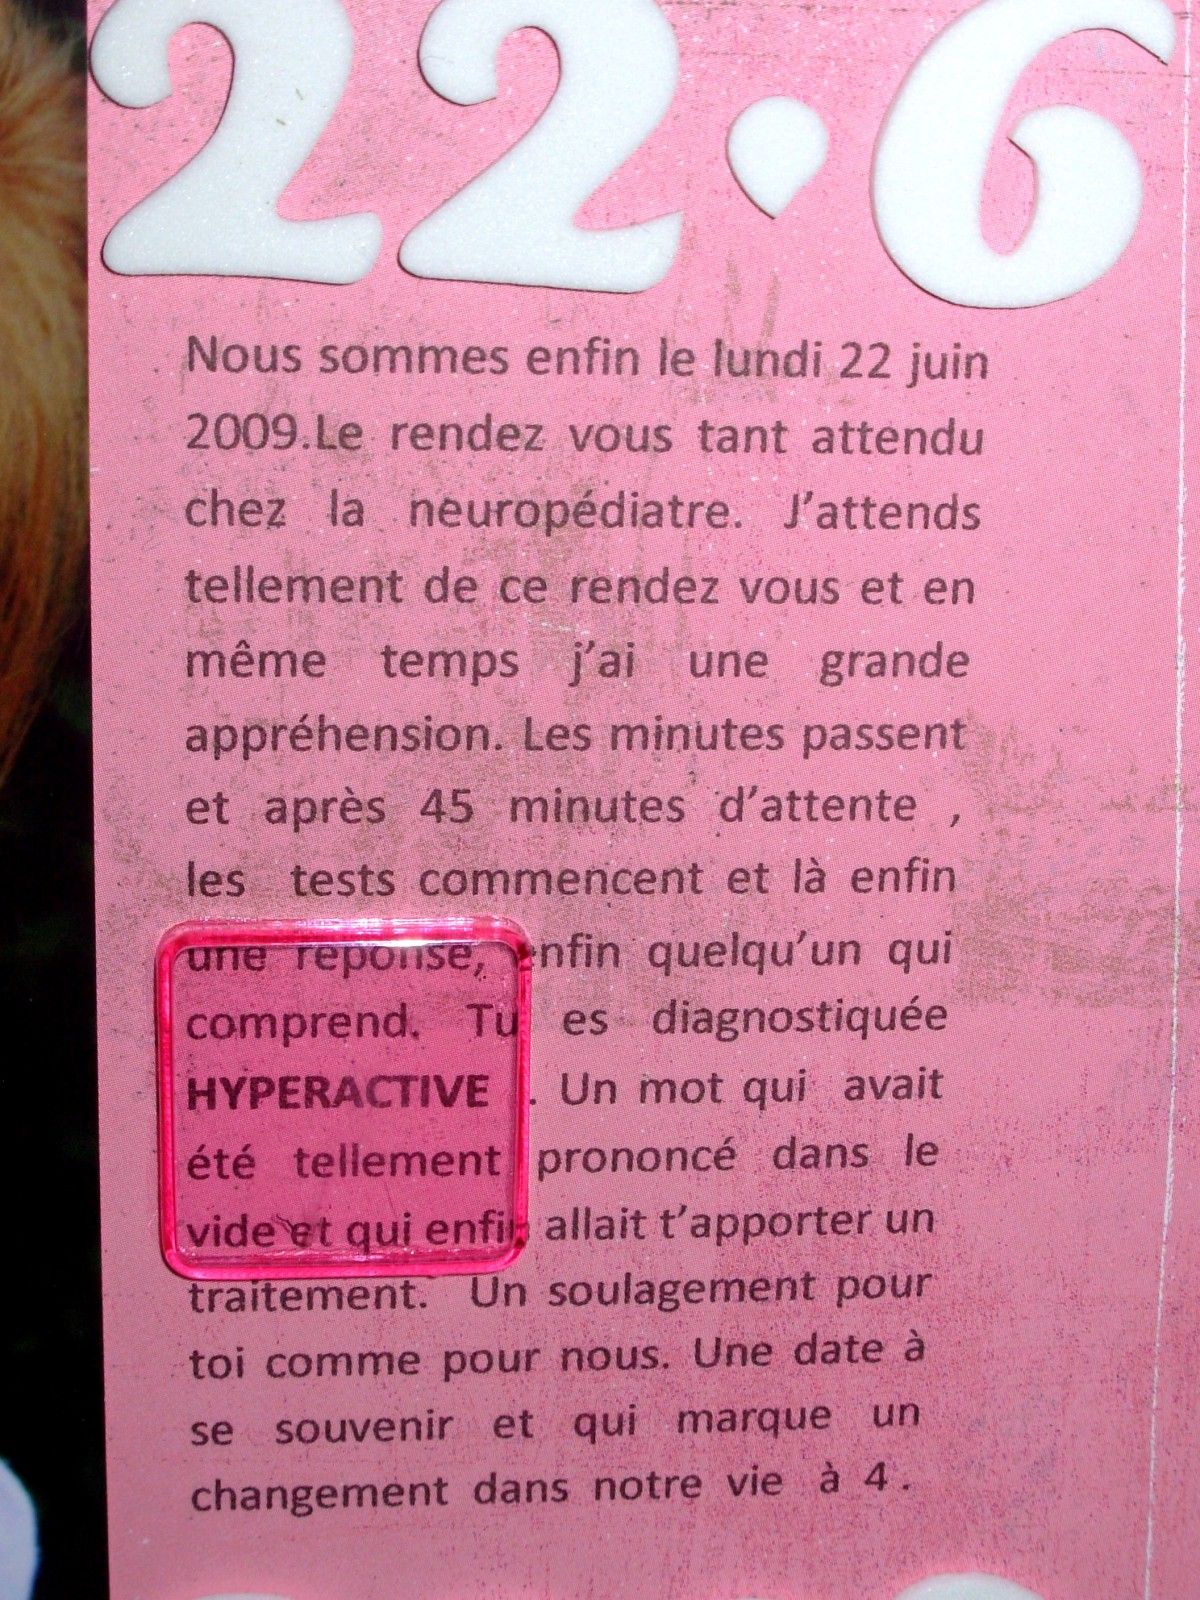 22.6
Nous sommes enfin le lundi 22 juin
2009.Le rendez vous tant attendu
chez la neuropédiatre. J'attends
tellement de ce rendez vous et en
même temps j'ai une grande
appréhension. Les minutes passent
et après 45 minutes d'attente ,
les tests commencent et là enfin
une réponse, enfin quelqu'un qui
comprend. Tu es diagnostiquée
HYPERACTIVE . Un mot qui avait
été tellement prononcé dans le
vide et qui enfin allait t'apporter un
traitement. Un soulagement pour
toi comme pour nous. Une date à
se souvenir et qui marque un
changement dans notre vie à 4 .